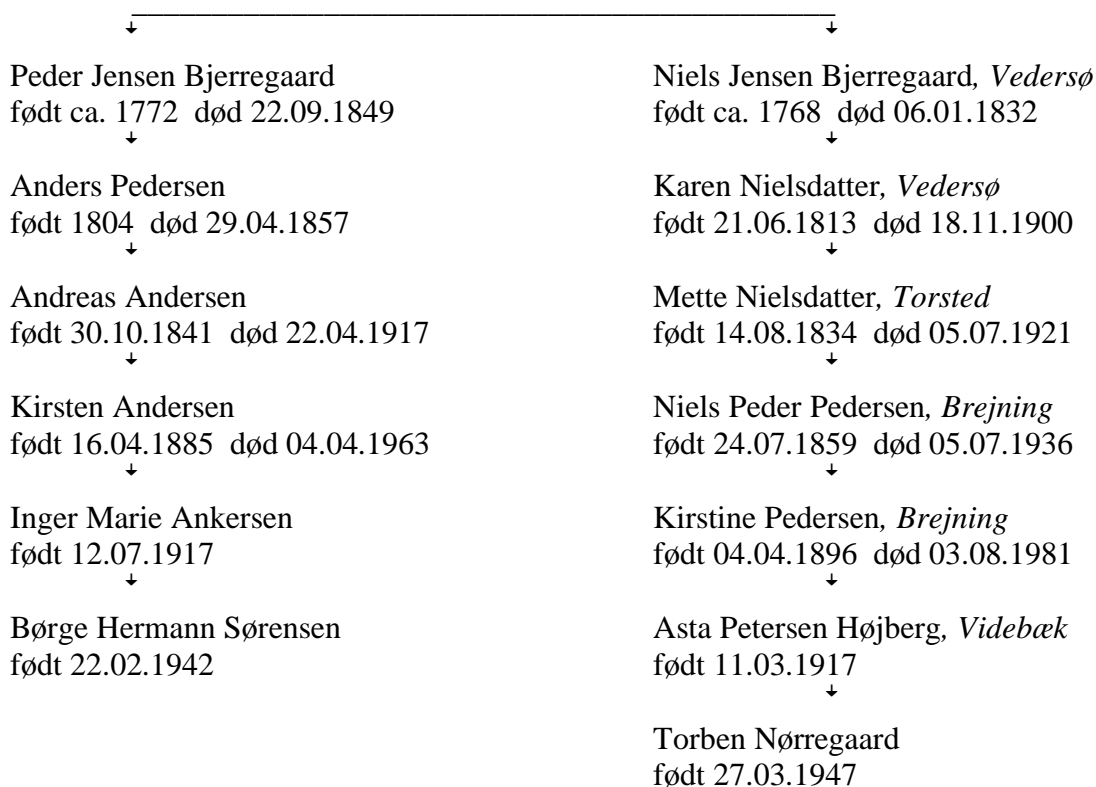 Peder Jensen Bjerregaard
født ca. 1772  død 22.09.1849
Anders Pedersen
født 1804  død 29.04.1857
Andreas Andersen
født 30.10.1841  død 22.04.1917
Kirsten Andersen
født 16.04.1885  død 04.04.1963
Inger Marie Ankersen
født 12.07.1917
Børge Hermann Sørensen
født 22.02.1942
Niels Jensen Bjerregaard, Vedersø
født ca. 1768  død 06.01.1832
Karen Nielsdatter, Vedersø
født 21.06.1813  død 18.11.1900
Mette Nielsdatter, Torsted
født 14.08.1834  død 05.07.1921
Niels Peder Pedersen, Brejning
født 24.07.1859  død 05.07.1936
Kirstine Pedersen, Brejning
født 04.04.1896  død 03.08.1981
Asta Petersen Højberg, Videbæk
født 11.03.1917
Torben Nørregaard
født 27.03.1947